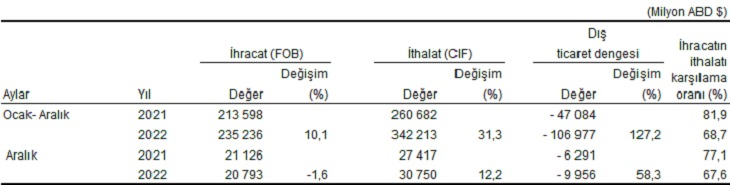 (Milyon ABD $)
Dış
İhracatın
İhracat (FOB) İthalat (CIF) ticaret dengesi
ithalatı
Değişim Değişim Değişim karşılama
Aylar Yıl Değer (%) Değer (%) Değer (%) oranı (%)
Ocak- Aralık 2021 213 598 260 682 - 47 084 81,9
2022 235 236 10,1 342 213 31,3 - 106 977 127,2 68,7
Aralık 2021 21 126 27 417 - 6 291 77,1
2022 20 793 -1,6 30 750 12,2 - 9 956 58,3 67,6